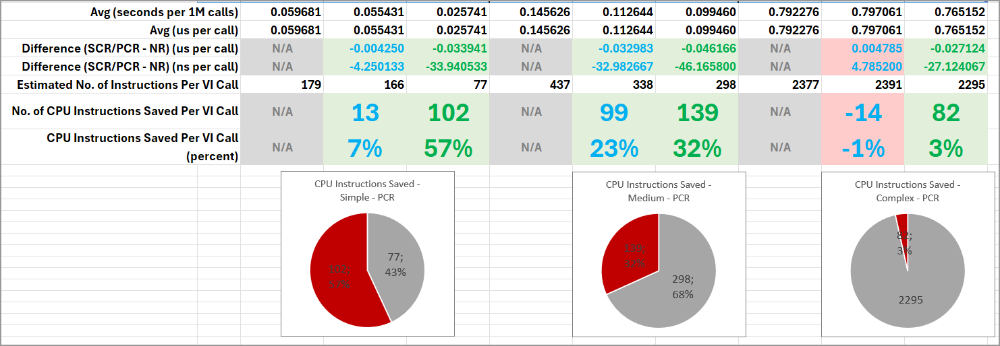 Avg (seconds per 1M calls) 0.059681 0.055431 0.025741 0.145626 0.112644 0.099460 0.792276 0.797061 0.765152
Avg (us per call) 0.059681 0.055431 0.025741 0.145626 0.112644 0.099460 0.792276 0.797061 0.765152
Difference (SCR/PCR - NR) (us per call) N/A -0.004250 -0.033941 N/A -0.032983 -0.046166 N/A 0.004785 -0.027124
Difference (SCR/PCR - NR) (ns per call) N/A -4.250133 -33.940533 N/A -32.982667 -46.165800 N/A 4.785200 -27.124067
Estimated No. of Instructions Per VI Call 179 166 77 437 338 298 2377 2391 2295
No. of CPU Instructions Saved Per VI Call N/A 13 102 N/A 99 139 N/A -14 82
CPU Instructions Saved Per VI Call
(percent) N/A 7% 57% N/A 23% 32% N/A -1% 3%
CPU Instructions Saved -
Simple - PCR
77;
43%
102;
57%
CPU Instructions Saved -
Medium - PCR
139;
32%
298;
68%
CPU Instructions Saved -
Complex - PCR
82;
3%
2295